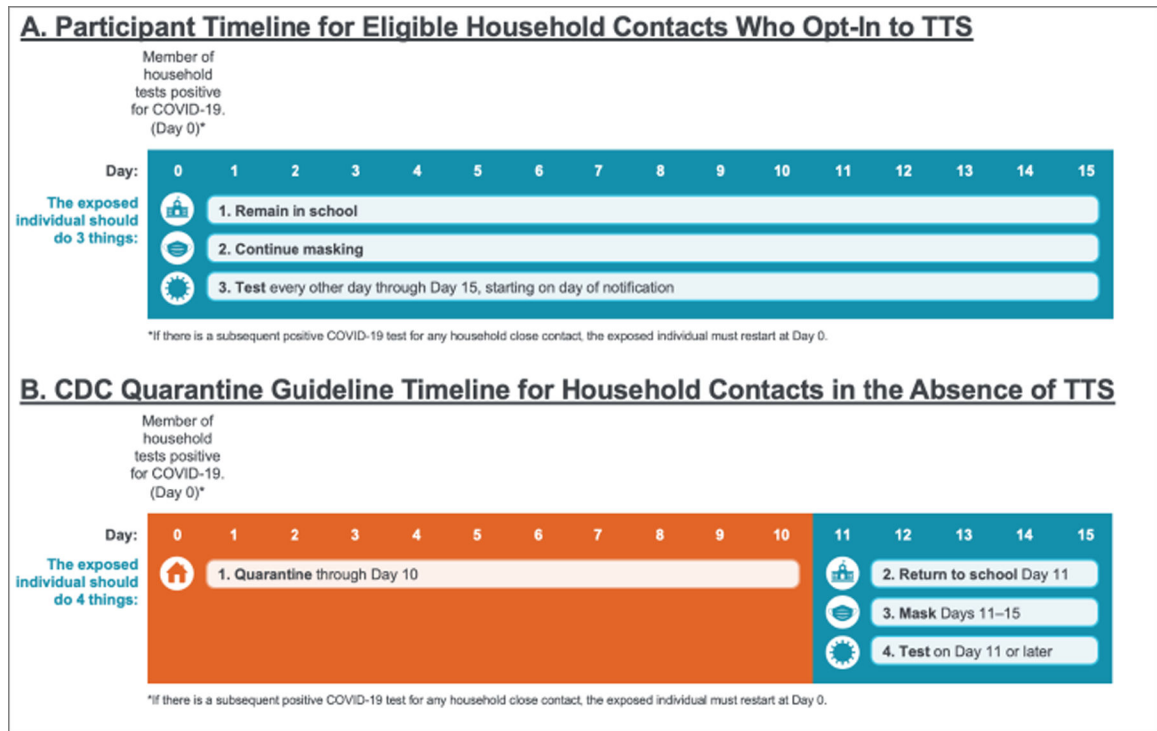 A. Participant Timeline for Eligible Household Contacts Who Opt-In to TTS
Member of
household
tests positive
for COVID-19.
(Day 0)*
Day: 0 1 2 3 4 5 6 7 8 9 10 11 12 13 14 15
The exposed
individual should
do 3 things:
1. Remain in school
2. Continue masking
3. Test every other day through Day 15, starting on day of notification
*If there is a subsequent positive COVID-19 test for any household close contact, the exposed individual must restart at Day 0.
B. CDC Quarantine Guideline Timeline for Household Contacts in the Absence of TTS
Member of
household
tests positive
for COVID-19.
(Day 0)*
Day: 0 1 2 3 4 5 6 7 8 9 10 11 12 13 14 15
The exposed
individual should
do 4 things:
1. Quarantine through Day 10
2. Return to school Day 11
3. Mask Days 11–15
4. Test on Day 11 or later
*If there is a subsequent positive COVID-19 test for any household close contact, the exposed individual must restart at Day 0.